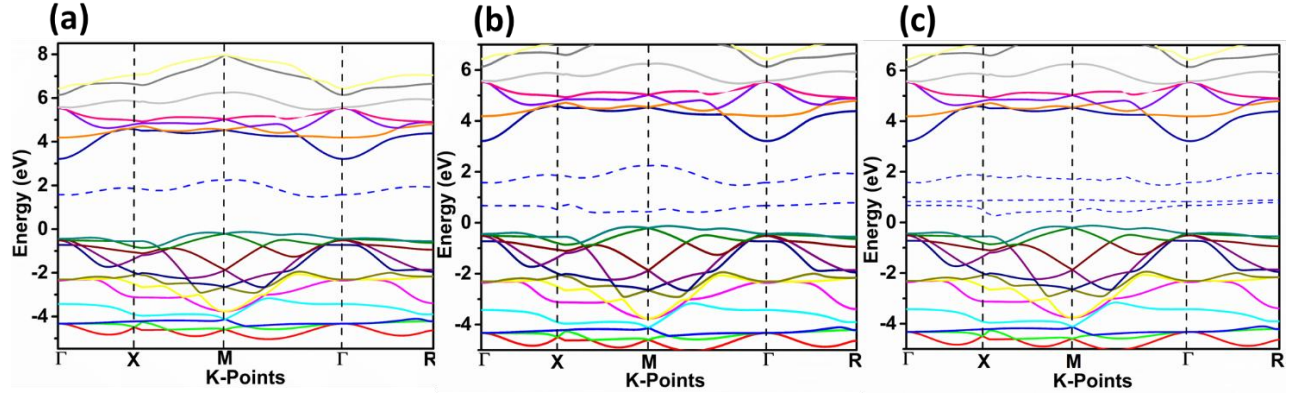 (a)
(b)
(c)
Energy (eV)
8
6
4
2
0
-2
-4
Γ
X
M
Γ
R
K-Points
Energy (eV)
6
4
2
0
-2
-4
Γ
X
M
Γ
R
K-Points
Energy (eV)
6
4
2
0
-2
-4
Γ
X
M
Γ
R
K-Points